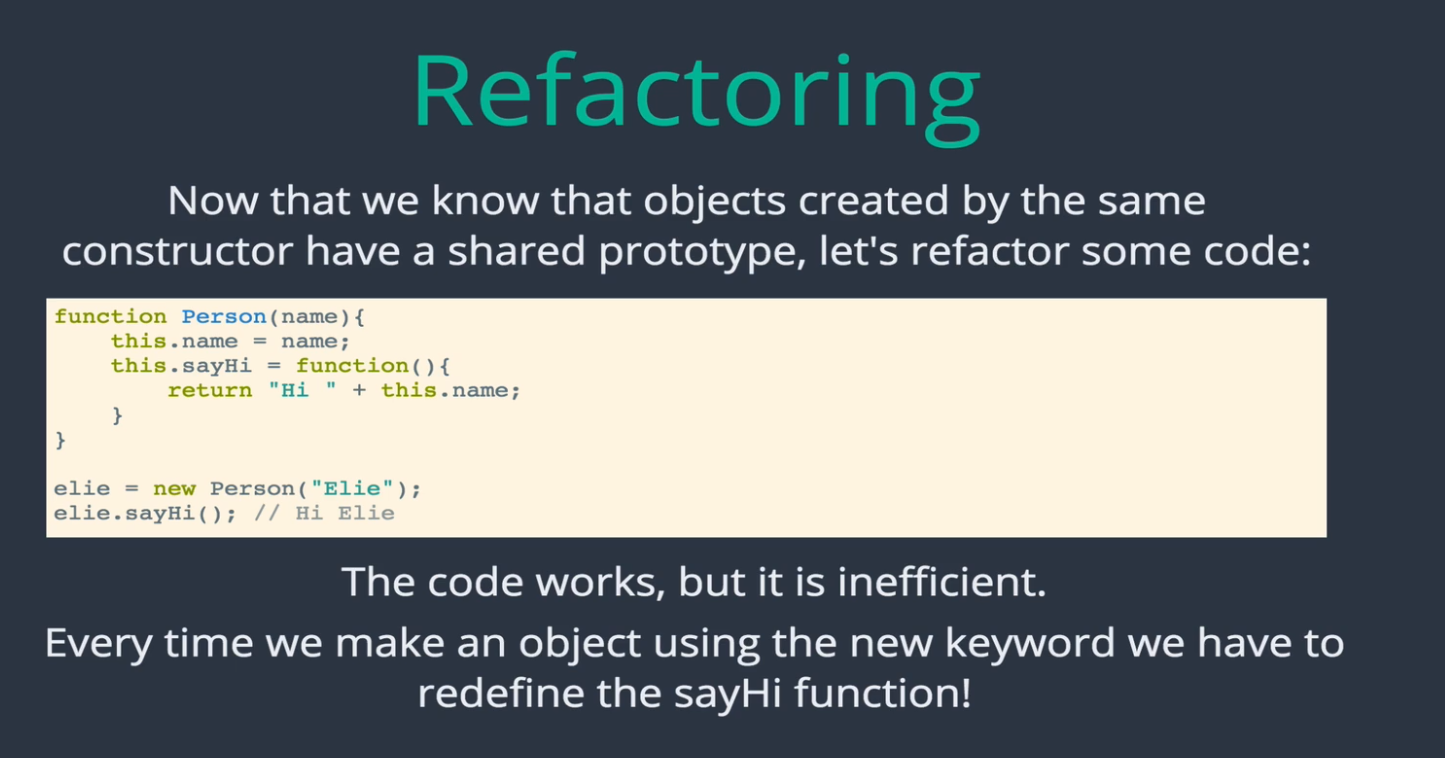 Refactoring
Now that we know that objects created by the same
constructor have a shared prototype, let's refactor some code:
function Person(name){
    this.name = name;
    this.sayHi = function(){
        return "Hi " + this.name;
    }
}
elie = new Person("Elie");
elie.sayHi(); // Hi Elie
The code works, but it is inefficient.
Every time we make an object using the new keyword we have to
redefine the sayHi function!